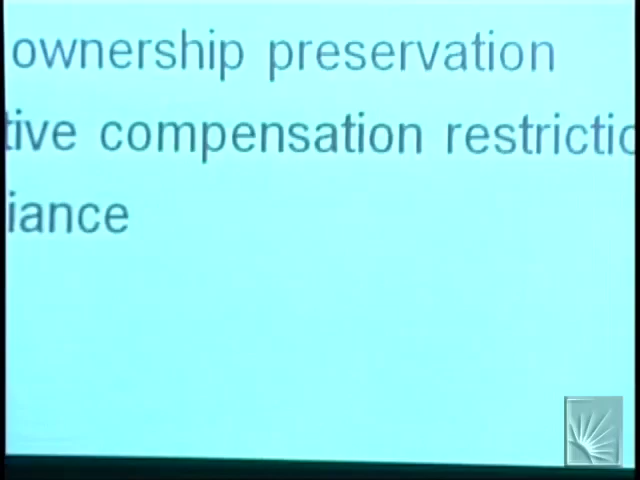 ownership preservation
tive compensation restrictio
iance